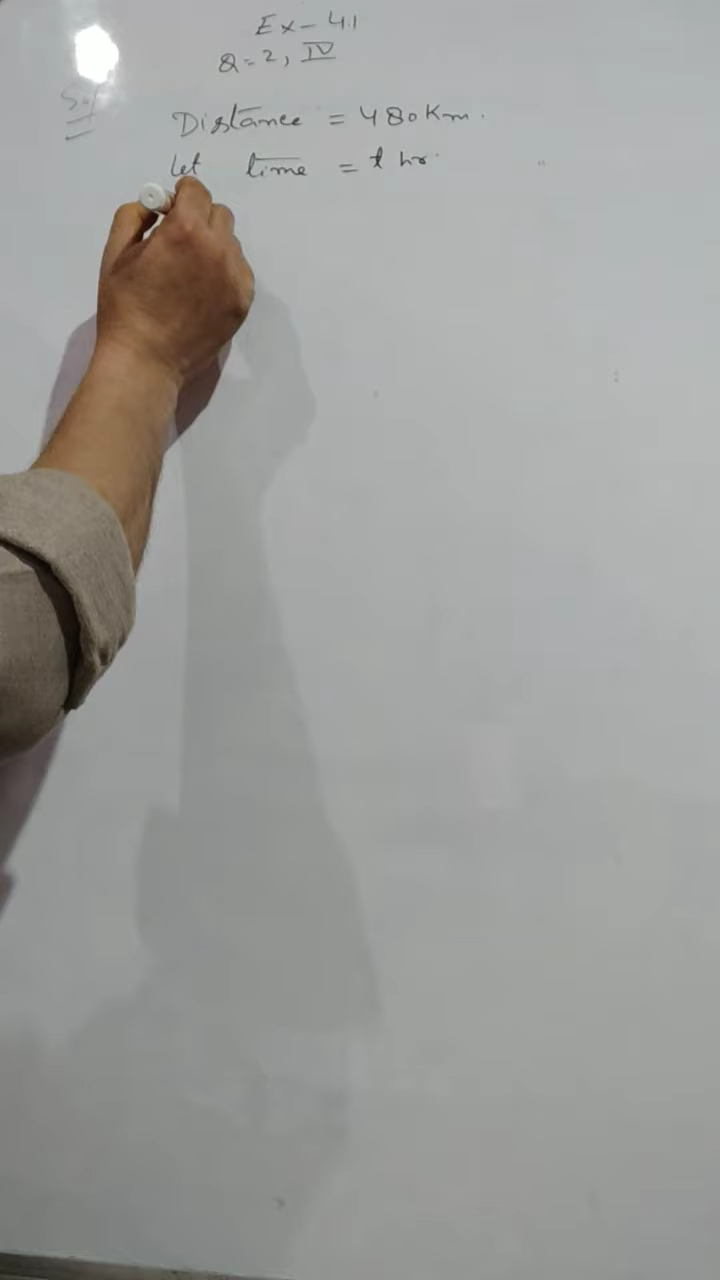 Ex - 4.1
Q = 2, IV
Sol
Distance = 480 Km.
Let time = t hr.